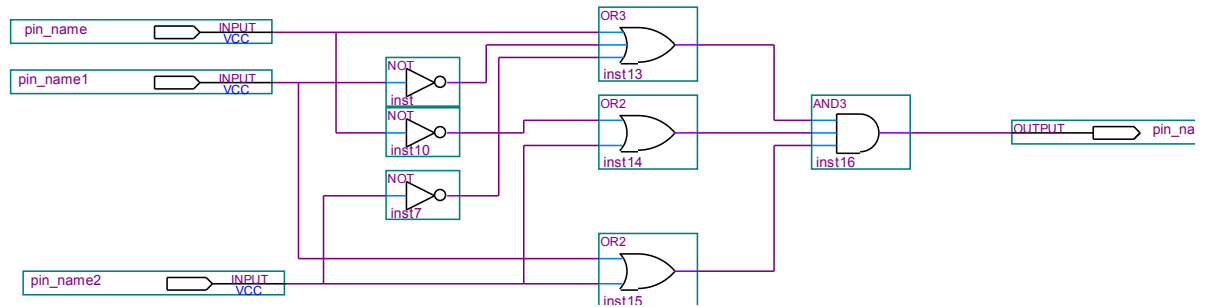 pin_name
INPUT
VCC
pin_name1
INPUT
VCC
NOT
inst
NOT
inst10
NOT
inst7
pin_name2
INPUT
VCC
OR3
inst13
OR2
inst14
OR2
inst15
AND3
inst16
OUTPUT
pin_na